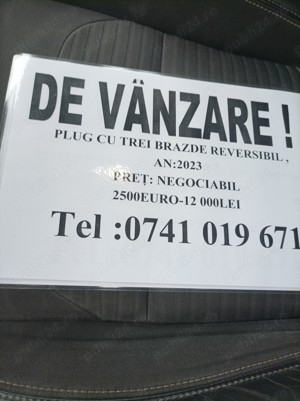 DE VÂNZARE !
PLUG CU TREI BRAZDE REVERSIBIL ,
AN:2023
PREȚ: NEGOCIABIL
2500EURO-12 000LEI
Tel :0741 019 671